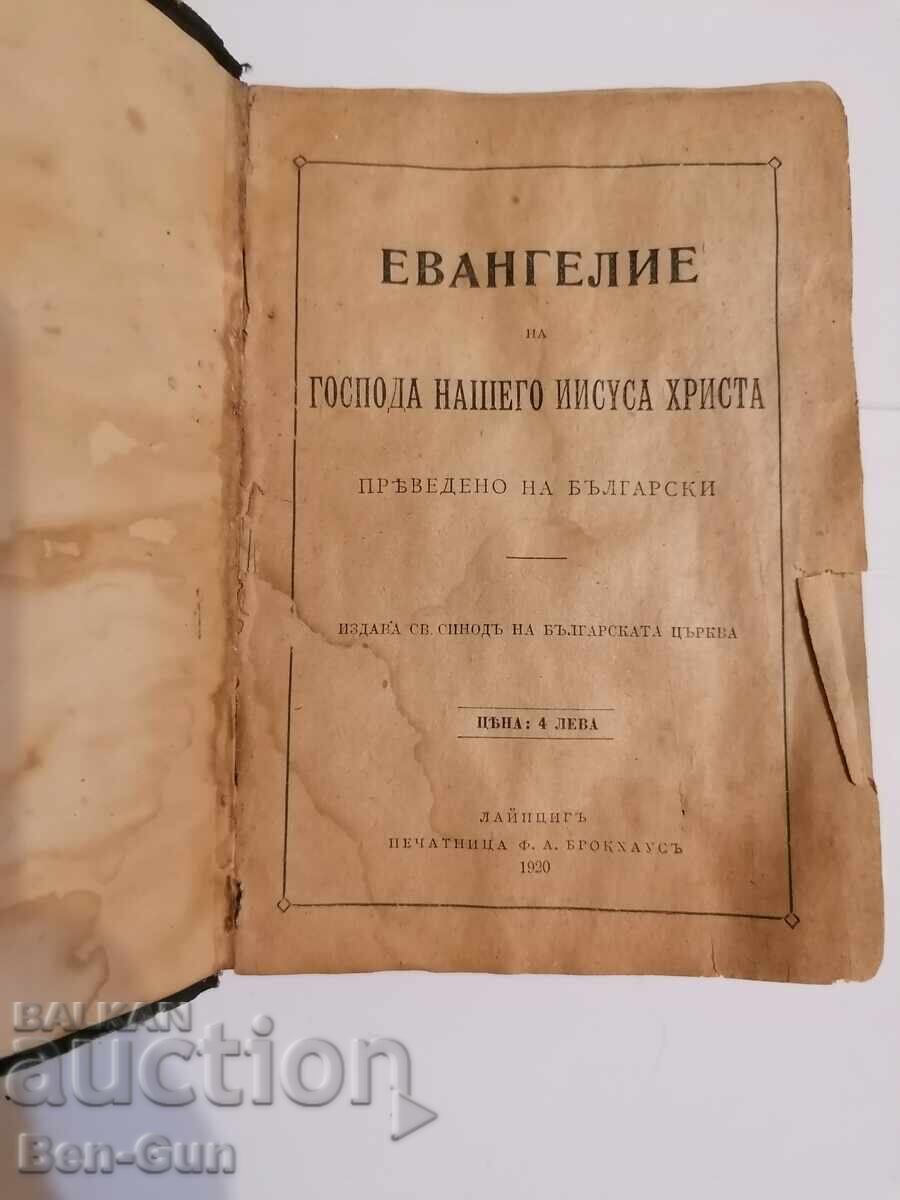 ЕВАНГЕЛИЕ
НА
ГОСПОДА НАШЕГО ИИСУСА ХРИСТА
ПРѢВЕДЕНО НА БЪЛГАРСКИ
ИЗДАВА СВ. СИНОДЪ НА БЪЛГАРСКАТА ЦЪРКВА
ЦѢНА: 4 ЛЕВА
ЛАЙПЦИГЪ
ПЕЧАТНИЦА Ф. А. БРОКХАУСЪ
1920
BALKAN
auction
Ben-Gun